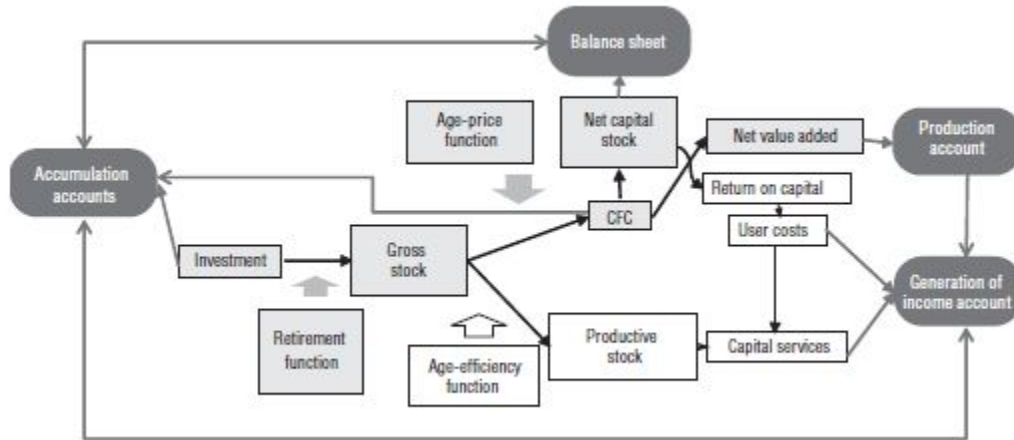 Balance sheet
Age-price
function
Net capital
stock
Net value added
Production
account
Accumulation
accounts
Return on capital
CFC
User costs
Investment
Gross
stock
Generation of
income account
Retirement
function
Age-efficiency
function
Productive
stock
Capital services